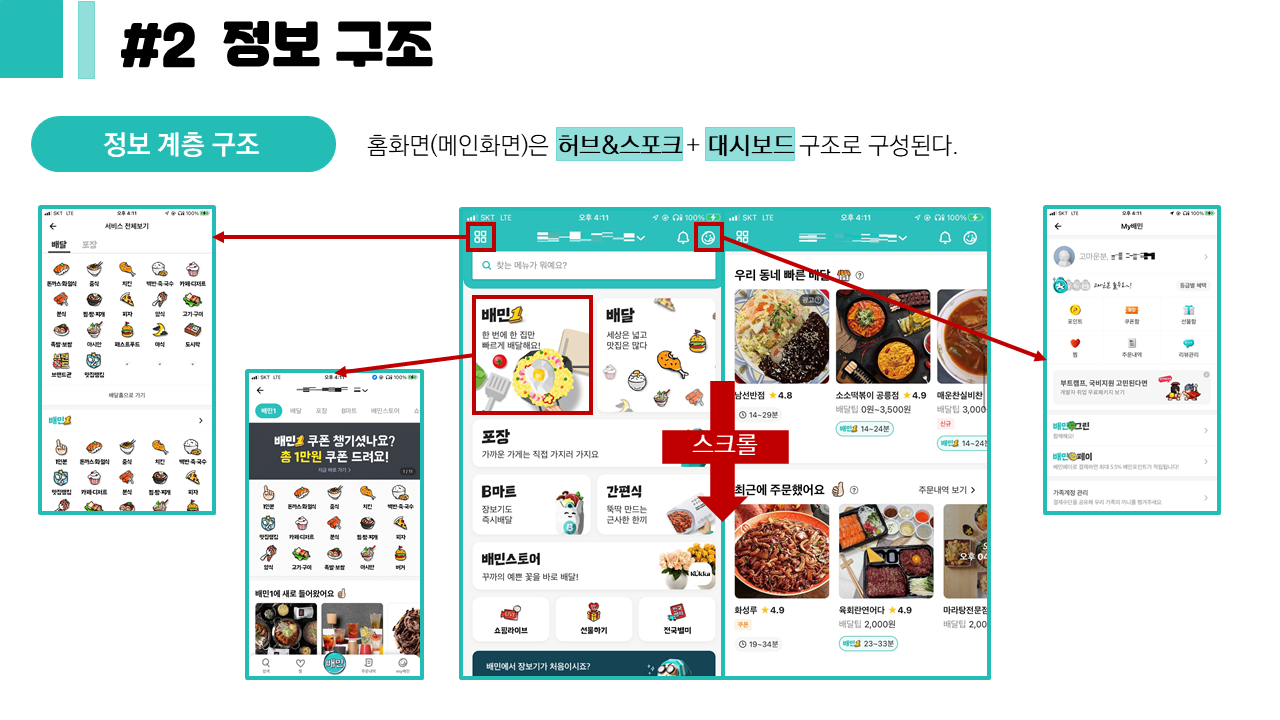 #2 정보 구조
정보 계층 구조
홈화면(메인화면)은 허브&스포크 + 대시보드 구조로 구성된다.
SKT LTE 오후 4:11 100%
서비스 전체보기
배달 포장
돈까스·회·일식 중식 치킨 백반·죽·국수 카페·디저트
분식 찜·탕·찌개 피자 양식 고기·구이
족발·보쌈 아시안 패스트푸드 야식 도시락
브랜드관 맛집랭킹
배달홈으로 가기
배민1
1인분 돈까스·회·일식 중식 치킨 백반·죽·국수
맛집랭킹 카페·디저트 분식 찜·탕·찌개 피자
SKT LTE 오후 4:11 100%
배민1 배달 포장 B마트 배민스토어
배민1 쿠폰 챙기셨나요?
총 1만원 쿠폰 드려요!
지금 바로 가기 >
1 / 11
1인분 돈까스·회·일식 중식 치킨 백반·죽·국수
맛집랭킹 카페·디저트 분식 찜·탕·찌개 피자
양식 고기·구이 족발·보쌈 아시안 버거
배민1에 새로 들어왔어요
검색 찜 배민 주문내역 my배민
SKT LTE 오후 4:11 100%
찾는 메뉴가 뭐예요?
배민1
한 번에 한 집만
빠르게 배달해요!
배달
세상은 넓고
맛집은 많다
포장
가까운 가게는 직접 가지러 가지요
B마트
장보기도
즉시배달
간편식
뚝딱 만드는
근사한 한끼
배민스토어
꾸까의 예쁜 꽃을 바로 배달!
kukka
LIVE
쇼핑라이브 선물하기 전국별미
배민에서 장보기가 처음이시죠?
스크롤
SKT LTE 오후 4:11 100%
우리 동네 빠른 배달
광고
남선반점 4.8
14~29분
소소떡볶이 공릉점 4.9
배달팁 0원~3,500원
배민1 14~24분
매운찬실비찬
배달팁 3,000
신규
배민1 14~24분
최근에 주문했어요
주문내역 보기 >
오후 04
화성루 4.9
쿠폰
19~34분
육회란연어다 4.9
배달팁 2,000원
배민1 23~33분
마라탕전문점
배달팁 2,00
SKT LTE 오후 4:11 100%
My배민
고마운분,
등급별 혜택
포인트 쿠폰함 선물함
찜 주문내역 리뷰관리
부트캠프, 국비지원 고민된다면
개발자 취업 무료패키지 보기
배민그린
함께해요!
배민페이
배민페이로 결제하면 최대 5.5% 배민포인트가 적립됩니다!
가족계정 관리
결제수단을 공유해 우리 가족의 끼니를 챙겨주세요.